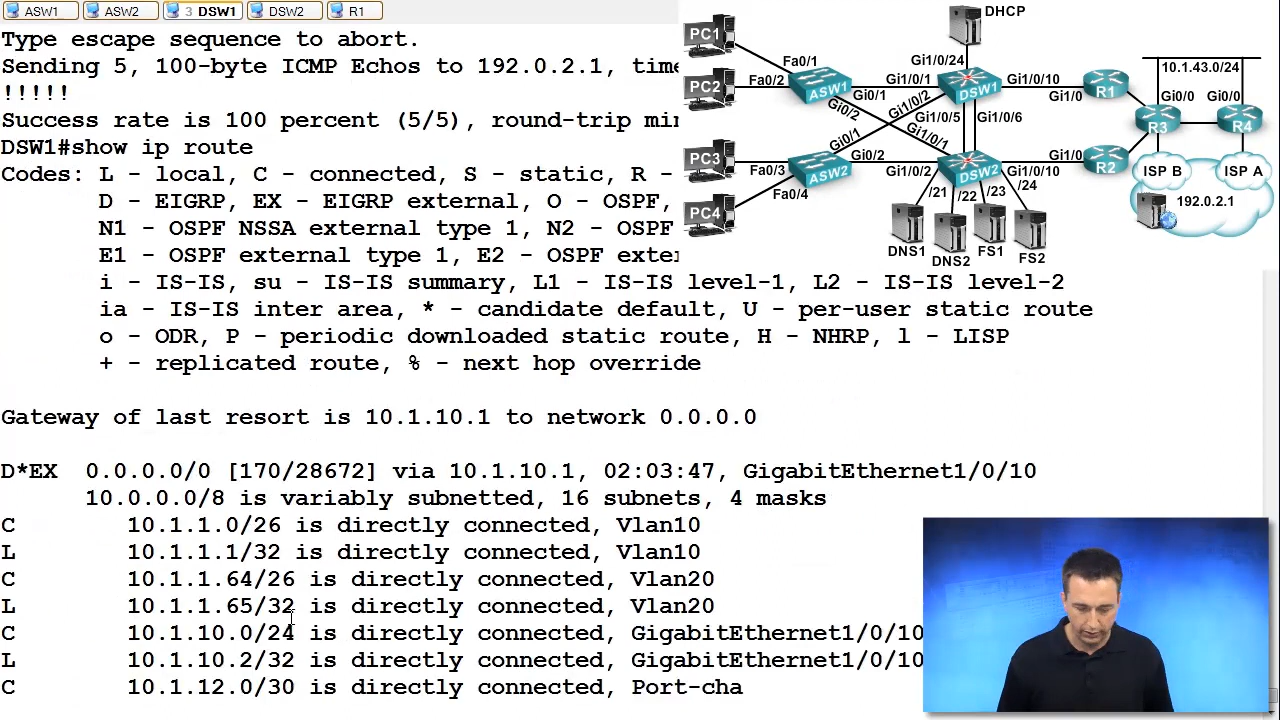 ASW1 ASW2 3 DSW1 DSW2 R1
Type escape sequence to abort.
Sending 5, 100-byte ICMP Echos to 192.0.2.1, time
!!!!!
Success rate is 100 percent (5/5), round-trip mi
DSW1#show ip route
Codes: L - local, C - connected, S - static, R -
D - EIGRP, EX - EIGRP external, O - OSPF,
N1 - OSPF NSSA external type 1, N2 - OSPF
E1 - OSPF external type 1, E2 - OSPF exte
i - IS-IS, su - IS-IS summary, L1 - IS-IS level-1, L2 - IS-IS level-2
ia - IS-IS inter area, * - candidate default, U - per-user static route
o - ODR, P - periodic downloaded static route, H - NHRP, l - LISP
+ - replicated route, % - next hop override
Gateway of last resort is 10.1.10.1 to network 0.0.0.0
D*EX 0.0.0.0/0 [170/28672] via 10.1.10.1, 02:03:47, GigabitEthernet1/0/10
10.0.0.0/8 is variably subnetted, 16 subnets, 4 masks
C 10.1.1.0/26 is directly connected, Vlan10
L 10.1.1.1/32 is directly connected, Vlan10
C 10.1.1.64/26 is directly connected, Vlan20
L 10.1.1.65/32 is directly connected, Vlan20
C 10.1.10.0/24 is directly connected, GigabitEthernet1/0/10
L 10.1.10.2/32 is directly connected, GigabitEthernet1/0/10
C 10.1.12.0/30 is directly connected, Port-cha
DHCP
PC1
Fa0/1
Gi1/0/24
10.1.43.0/24
PC2
Fa0/2
ASW1
Gi1/0/1
DSW1
Gi1/0/10
R1
Gi0/1
Gi1/0/2
Gi1/0
Gi0/0
Gi0/0
Gi0/2
Gi1/0/5
Gi1/0/6
R3
R4
Gi0/1
Gi1/0/1
PC3
Gi0/2
DSW2
Gi1/0
R2
Fa0/3
ASW2
Gi1/0/2
Gi1/0/10
ISP B
ISP A
PC4
Fa0/4
/21
/22
/23
/24
192.0.2.1
DNS1
DNS2
FS1
FS2